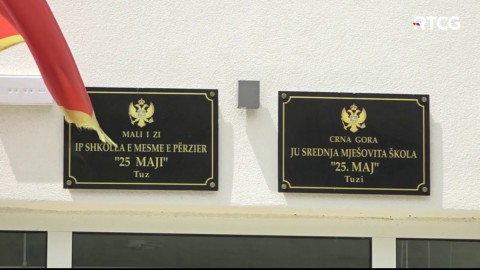 RTCG
MALI I ZI
IP SHKOLLA E MESME E PËRZIER
"25 MAJI"
Tuz
CRNA GORA
JU SREDNJA MJEŠOVITA ŠKOLA
"25. MAJ"
Tuzi